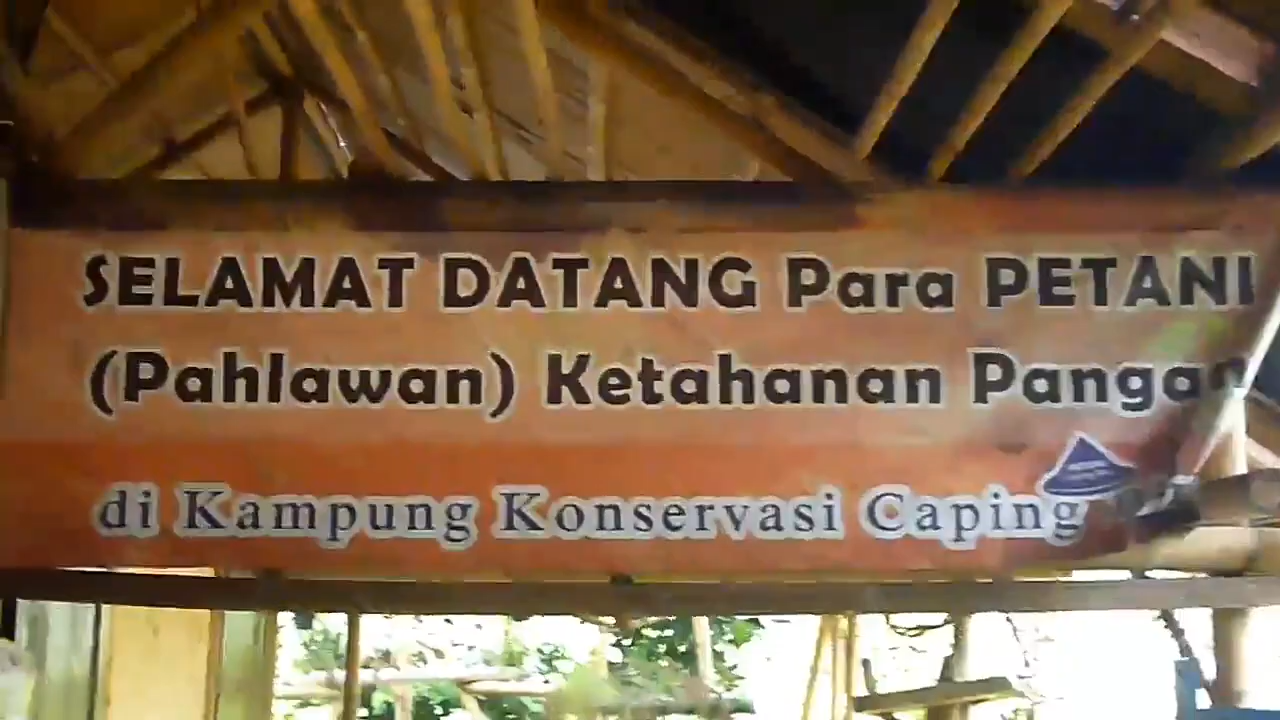 SELAMAT DATANG Para PETANI
(Pahlawan) Ketahanan Pangan
di Kampung Konservasi Caping